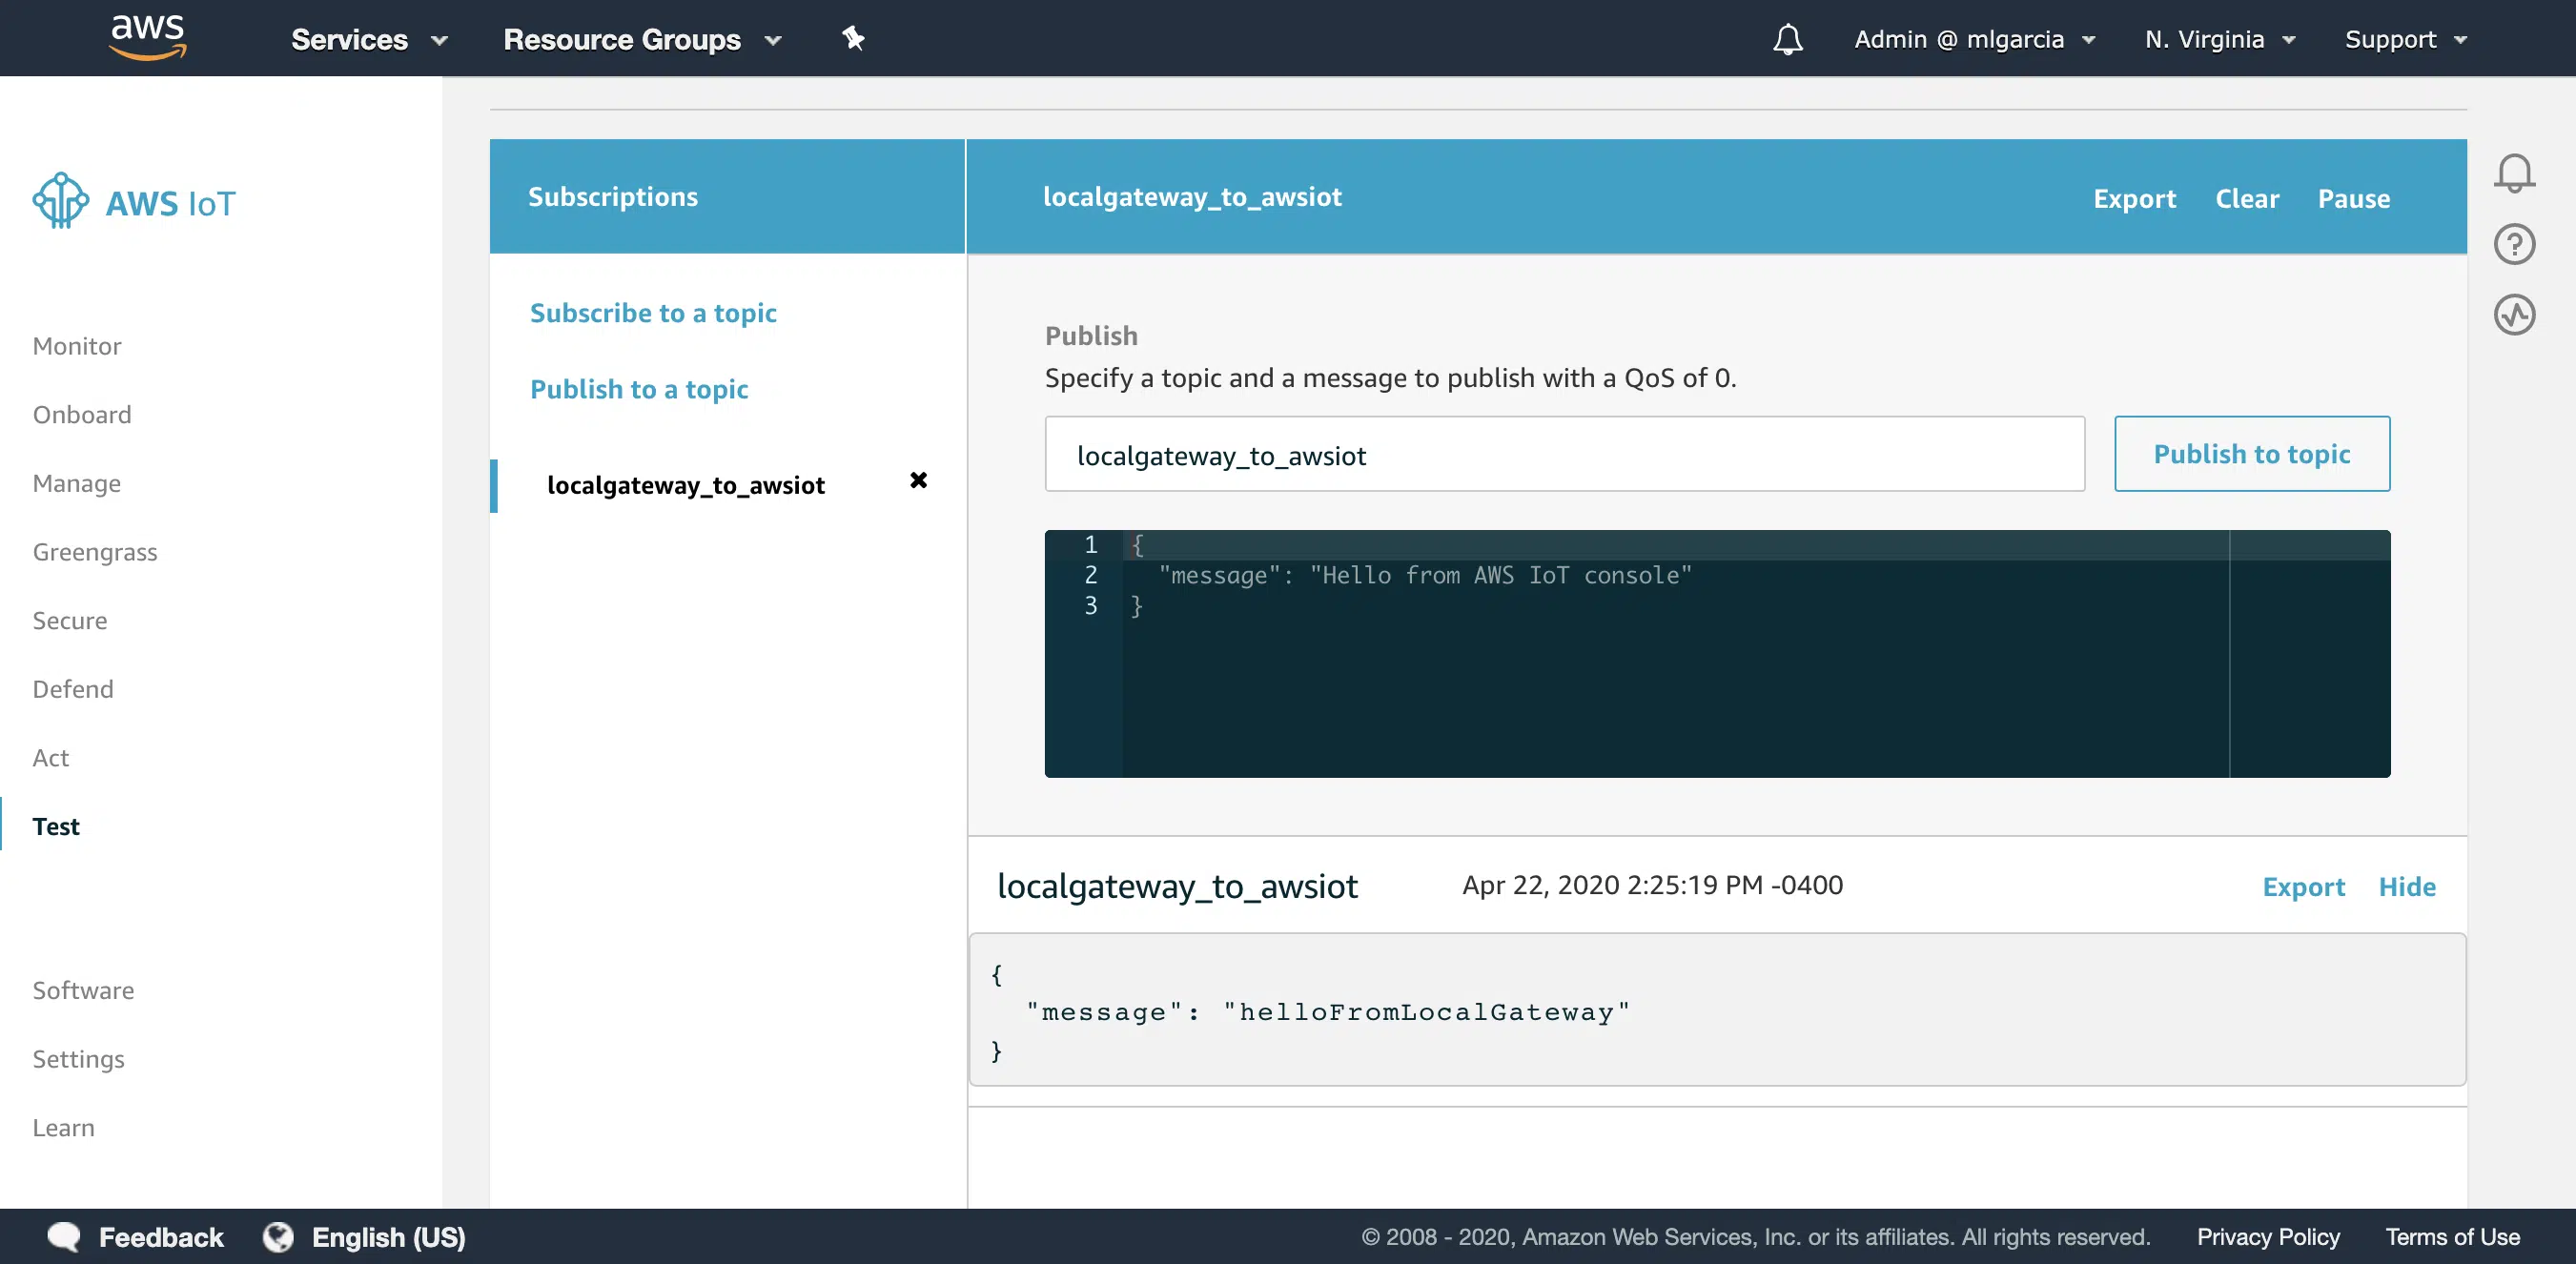 aws Services Resource Groups Admin @ mlgarcia N. Virginia Support
AWS IoT
Monitor
Onboard
Manage
Greengrass
Secure
Defend
Act
Test
Software
Settings
Learn
Subscriptions
Subscribe to a topic
Publish to a topic
localgateway_to_awsiot ✖
localgateway_to_awsiot Export Clear Pause
Publish
Specify a topic and a message to publish with a QoS of 0.
localgateway_to_awsiot Publish to topic
1 {
2 "message": "Hello from AWS IoT console"
3 }
localgateway_to_awsiot Apr 22, 2020 2:25:19 PM -0400 Export Hide
{
"message": "helloFromLocalGateway"
}
Feedback English (US) © 2008 - 2020, Amazon Web Services, Inc. or its affiliates. All rights reserved. Privacy Policy Terms of Use